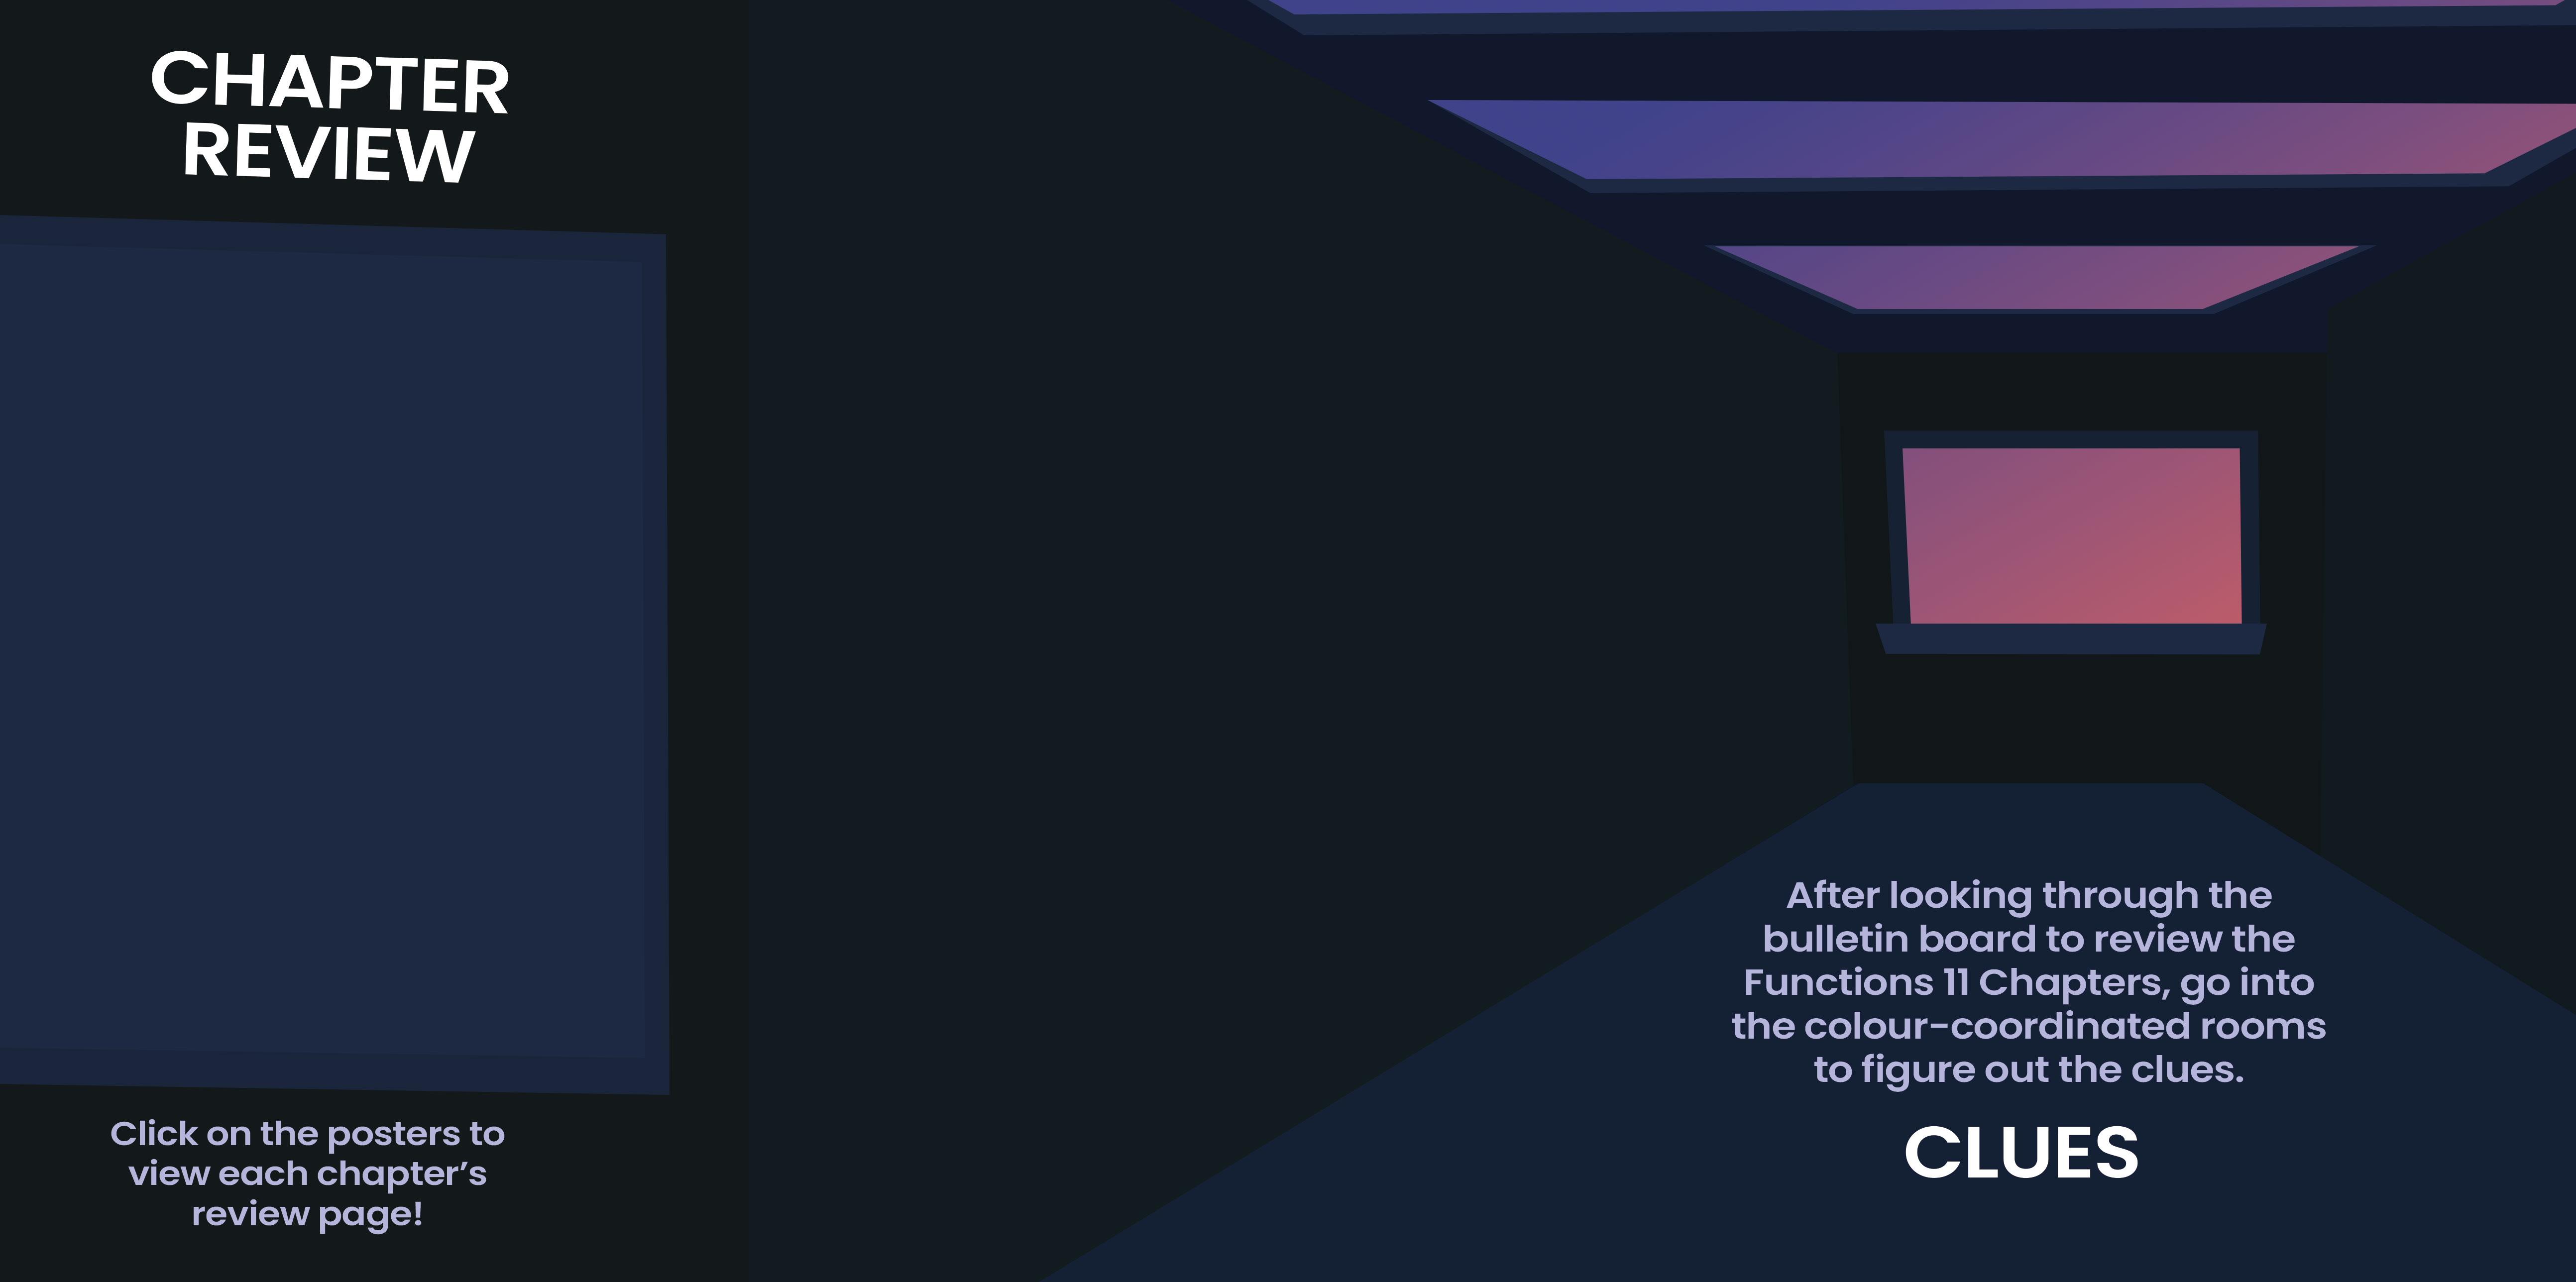 CHAPTER
REVIEW
Click on the posters to
view each chapter’s
review page!
After looking through the
bulletin board to review the
Functions 11 Chapters, go into
the colour-coordinated rooms
to figure out the clues.
CLUES